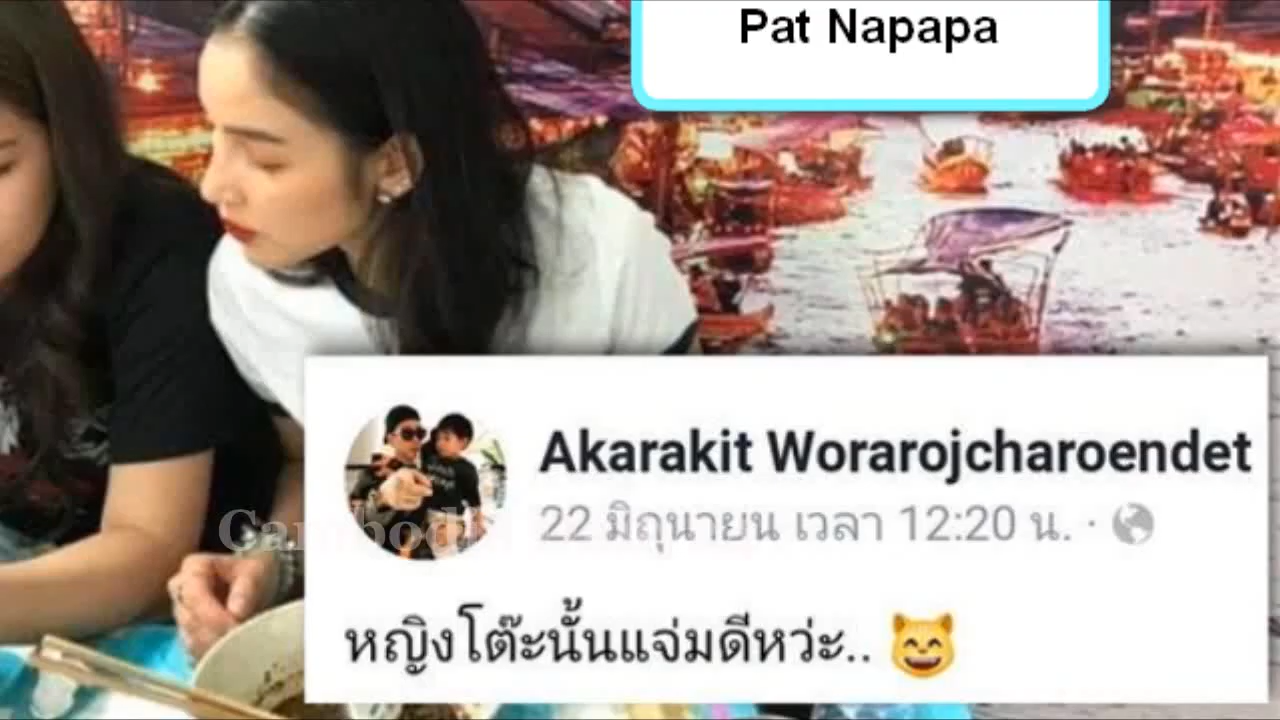 Pat Napapa
Akarakit Worarojcharoendet
22 มิถุนายน เวลา 12:20 น. ·
หญิงโต๊ะนั้นแจ่มดีหว่ะ.. 😸